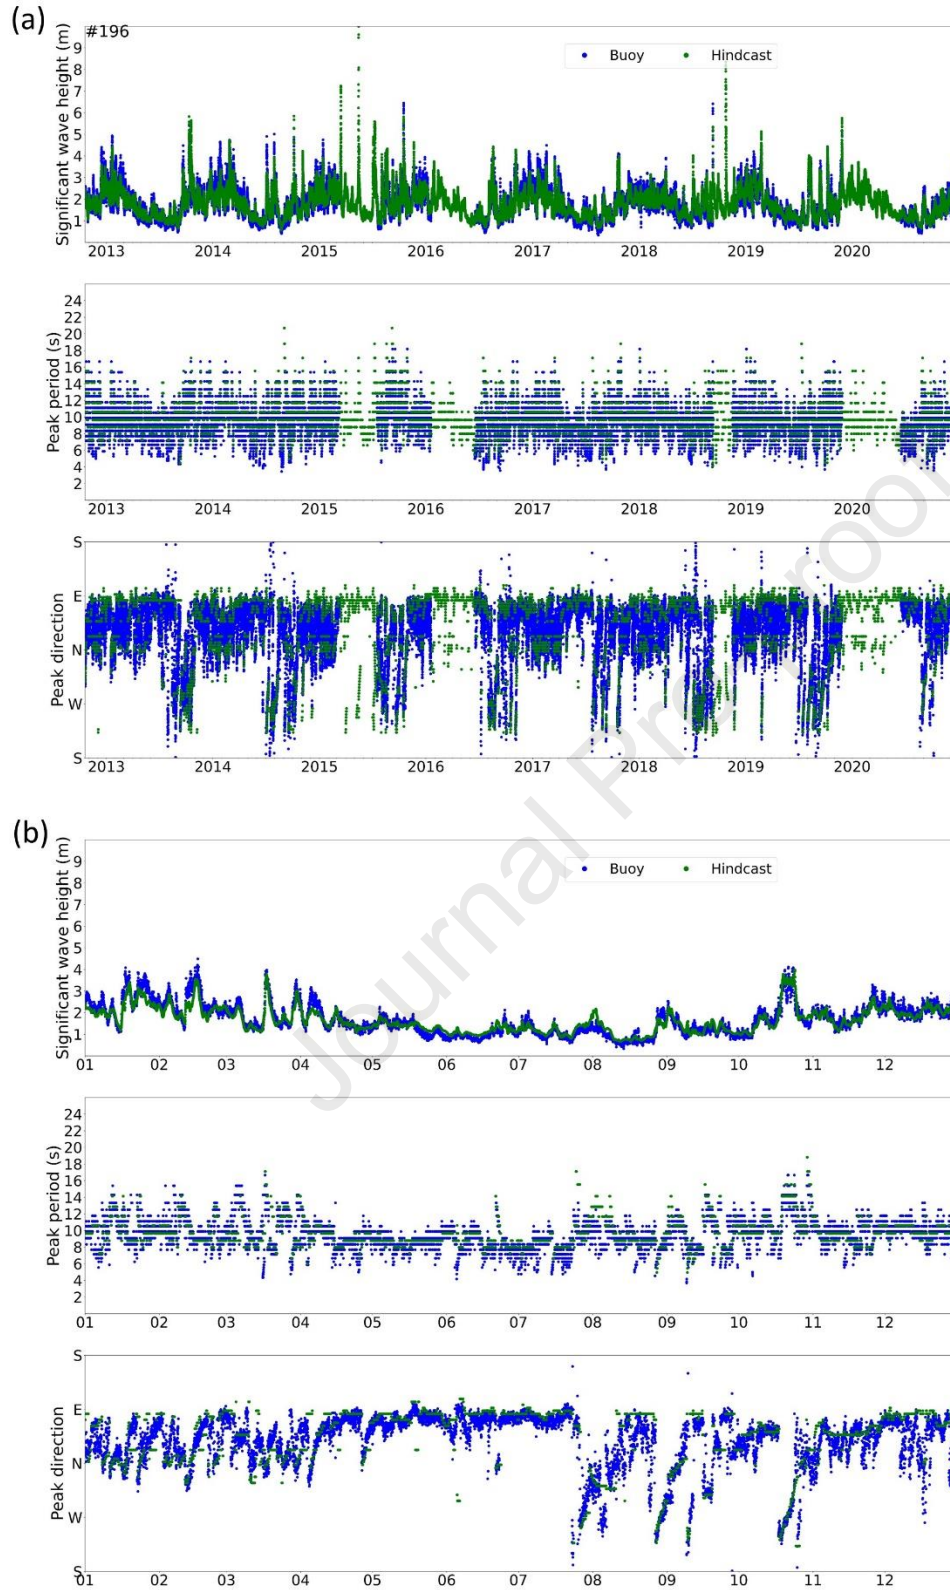 (a)
#196
Significant wave height (m)
9
8
7
6
5
4
3
2
1
Buoy
Hindcast
2013 2014 2015 2016 2017 2018 2019 2020
Peak period (s)
24
22
20
18
16
14
12
10
8
6
4
2
2013 2014 2015 2016 2017 2018 2019 2020
Peak direction
S
E
N
W
S
2013 2014 2015 2016 2017 2018 2019 2020
Journal Pre-proof
(b)
Significant wave height (m)
9
8
7
6
5
4
3
2
1
Buoy
Hindcast
01 02 03 04 05 06 07 08 09 10 11 12
Peak period (s)
24
22
20
18
16
14
12
10
8
6
4
2
01 02 03 04 05 06 07 08 09 10 11 12
Peak direction
S
E
N
W
S
01 02 03 04 05 06 07 08 09 10 11 12